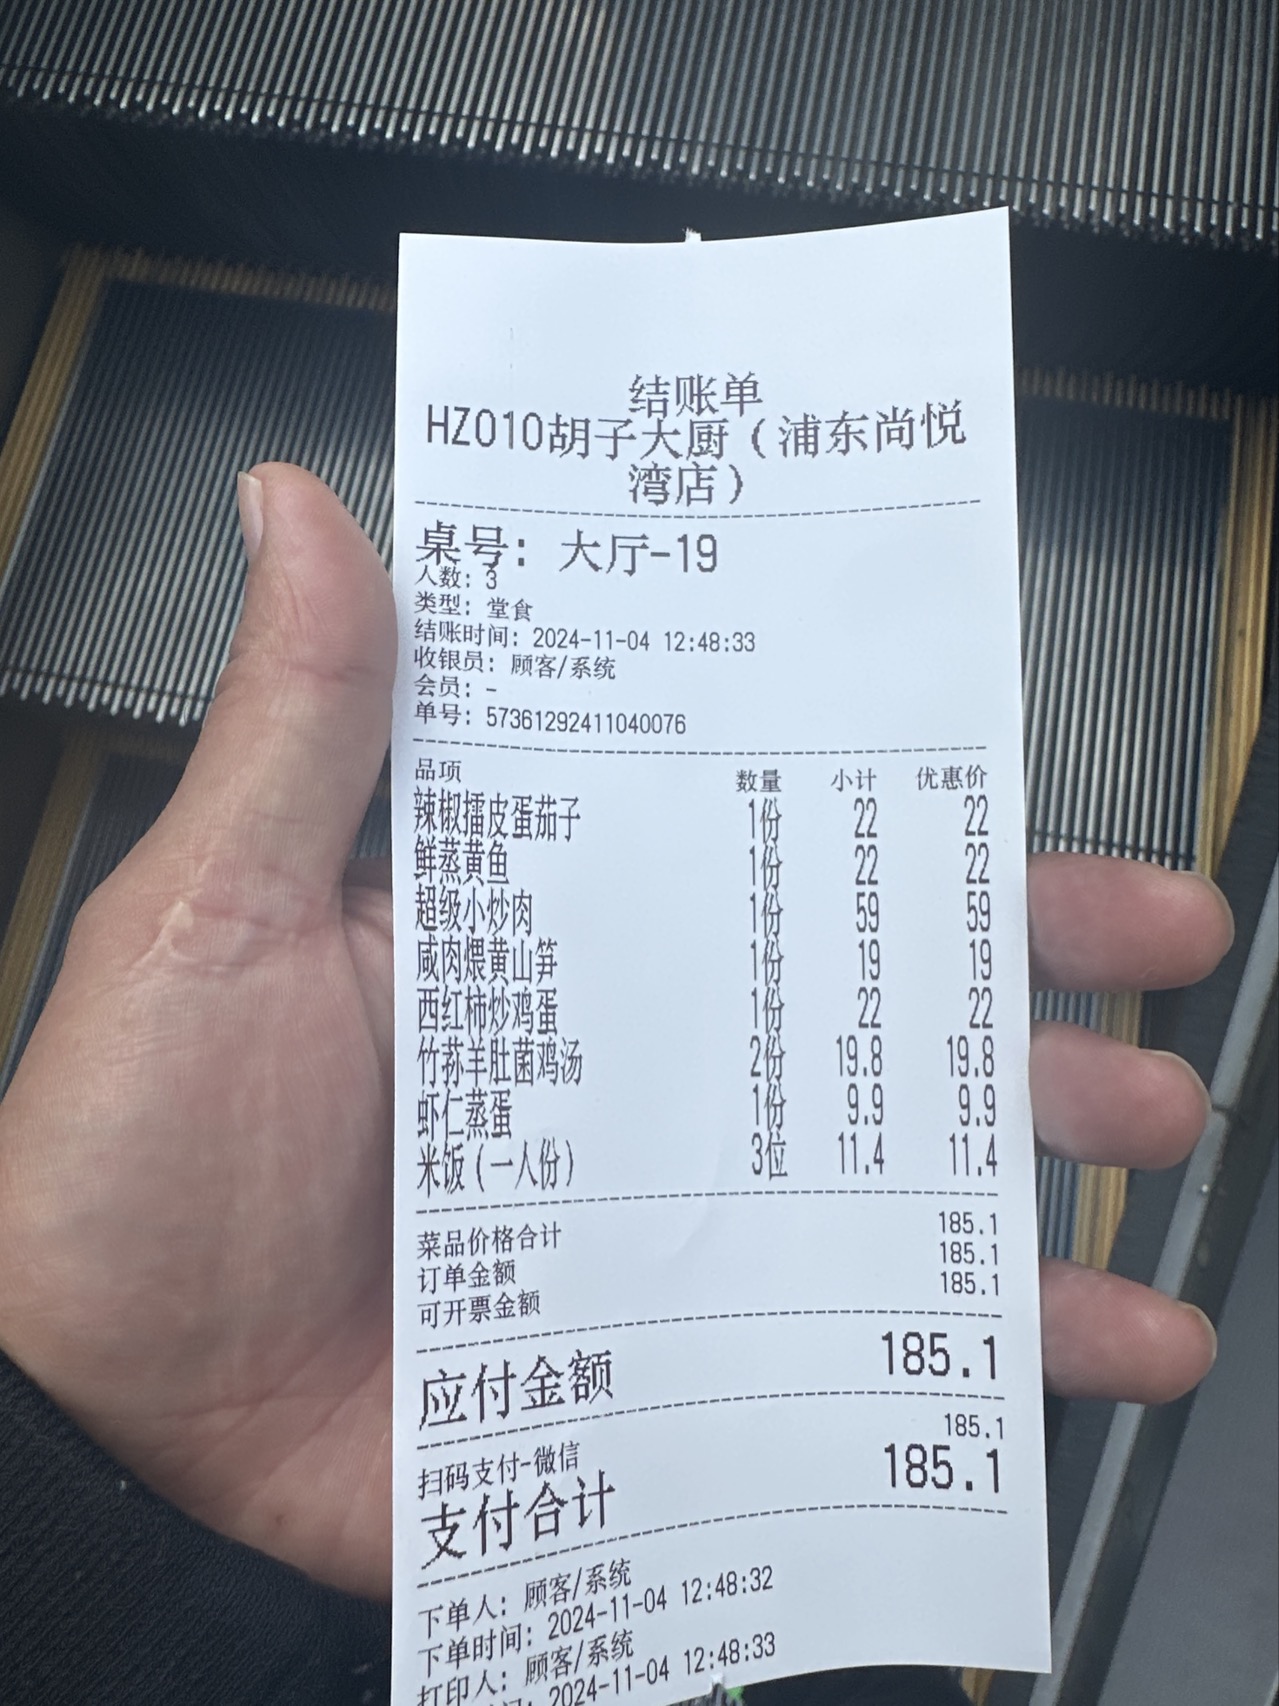 结账单
HZ010胡子大厨（浦东尚悦
湾店）
桌号：大厅-19
人数：3
类型：堂食
结账时间：2024-11-04 12:48:33
收银员：顾客/系统
会员：-
单号：57361292411040076
品项 数量 小计 优惠价
辣椒擂皮蛋茄子 1份 22 22
鲜蒸黄鱼 1份 22 22
超级小炒肉 1份 59 59
咸肉煨黄山笋 1份 19 19
西红柿炒鸡蛋 1份 22 22
竹荪羊肚菌鸡汤 2份 19.8 19.8
虾仁蒸蛋 1份 9.9 9.9
米饭（一人份） 3位 11.4 11.4
菜品价格合计 185.1
订单金额 185.1
可开票金额 185.1
应付金额 185.1
扫码支付-微信 185.1
支付合计 185.1
下单人：顾客/系统
下单时间：2024-11-04 12:48:32
打印人：顾客/系统
间：2024-11-04 12:48:33